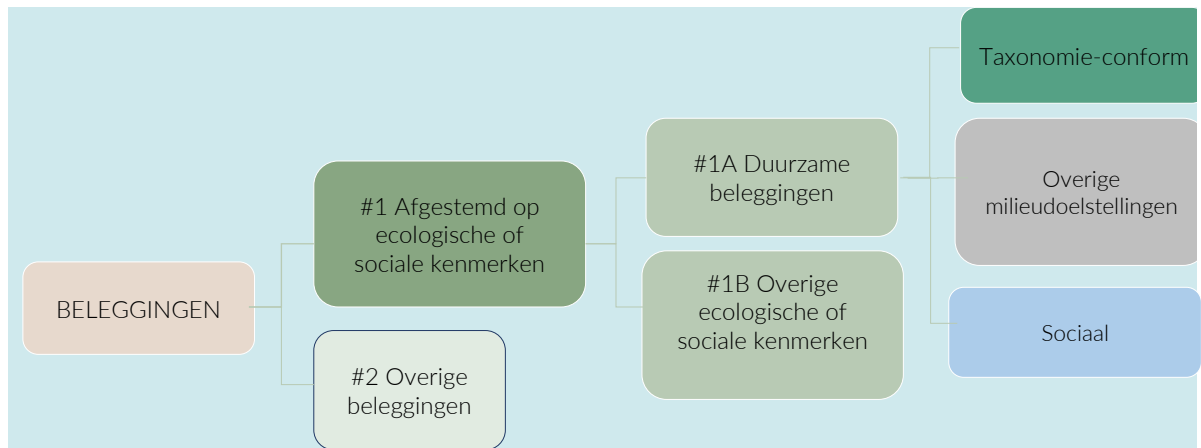 BELEGGINGEN
#1 Afgestemd op
ecologische of
sociale kenmerken
#2 Overige
beleggingen
#1A Duurzame
beleggingen
#1B Overige
ecologische of
sociale kenmerken
Taxonomie-conform
Overige
milieudoelstellingen
Sociaal